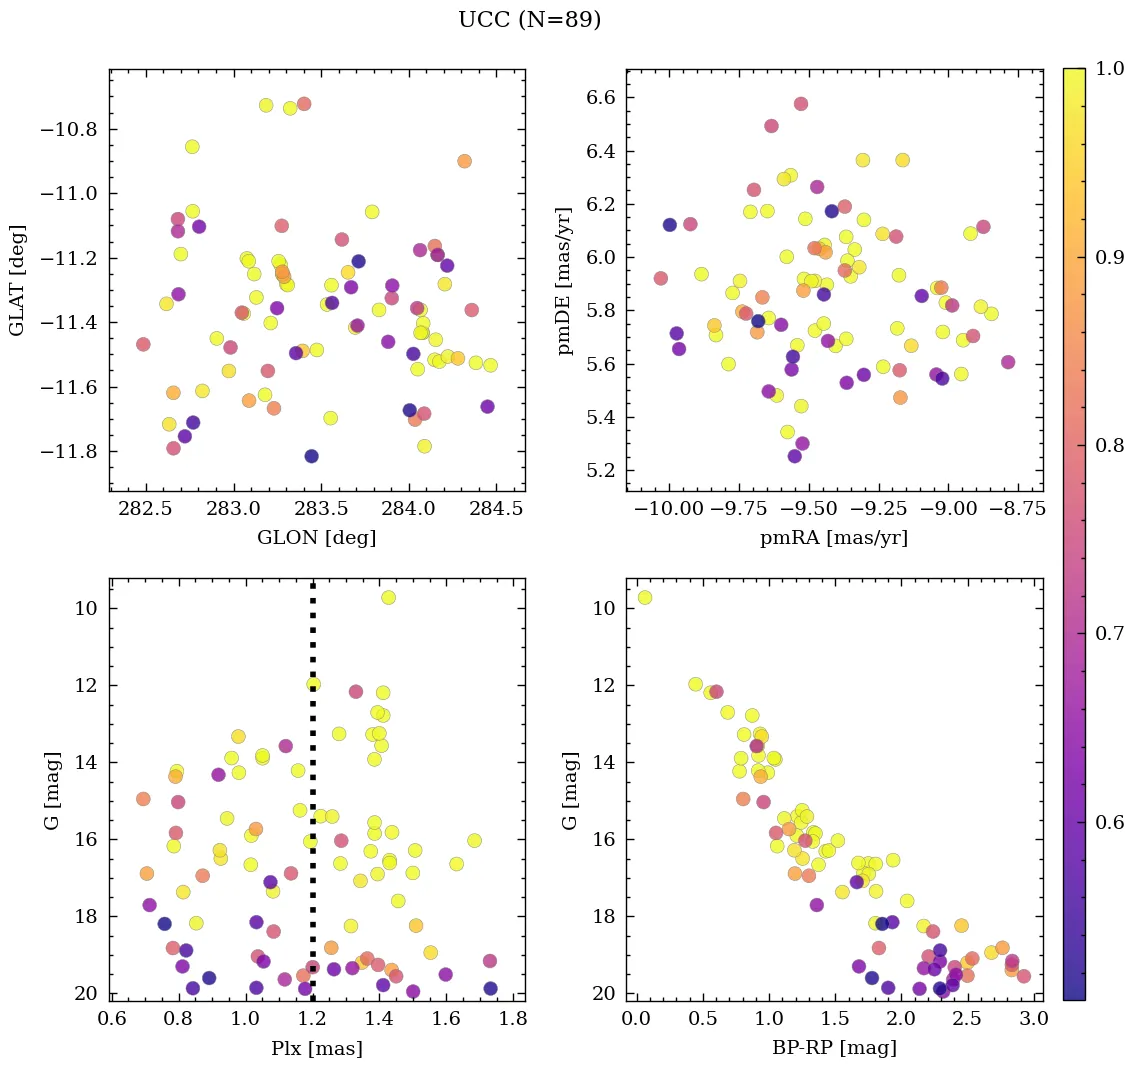 UCC (N=89)
−10.8
−11.0
−11.2
−11.4
−11.6
−11.8
GLAT [deg]
282.5 283.0 283.5 284.0 284.5
GLON [deg]
6.6
6.4
6.2
6.0
5.8
5.6
5.4
5.2
pmDE [mas/yr]
−10.00 −9.75 −9.50 −9.25 −9.00 −8.75
pmRA [mas/yr]
1.0
0.9
0.8
0.7
0.6
10
12
14
16
18
20
G [mag]
0.6 0.8 1.0 1.2 1.4 1.6 1.8
Plx [mas]
10
12
14
16
18
20
G [mag]
0.0 0.5 1.0 1.5 2.0 2.5 3.0
BP-RP [mag]